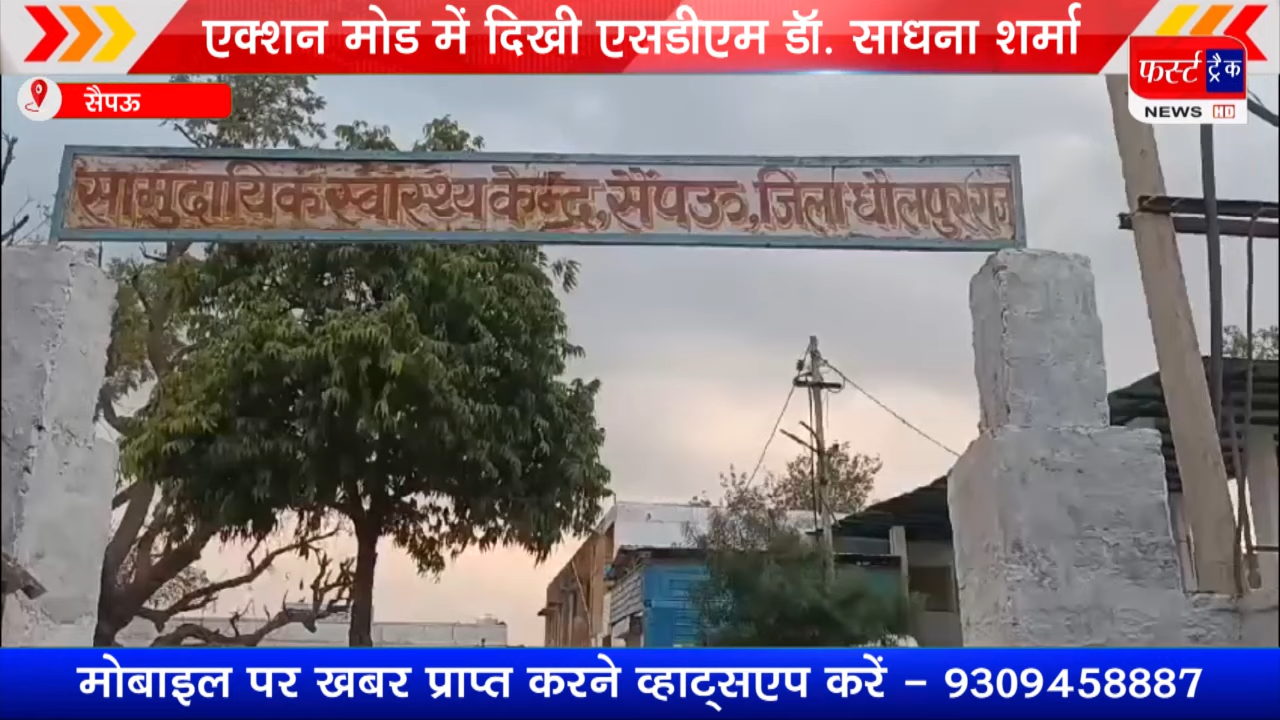 एक्शन मोड में दिखी एसडीएम डॉ. साधना शर्मा
फर्स्ट ट्रैक
NEWS HD
सैपऊ
सामुदायिक स्वास्थ्य केन्द्र, सैंपऊ, जिला-धौलपुर राज
मोबाइल पर खबर प्राप्त करने व्हाट्सएप करें - 9309458887